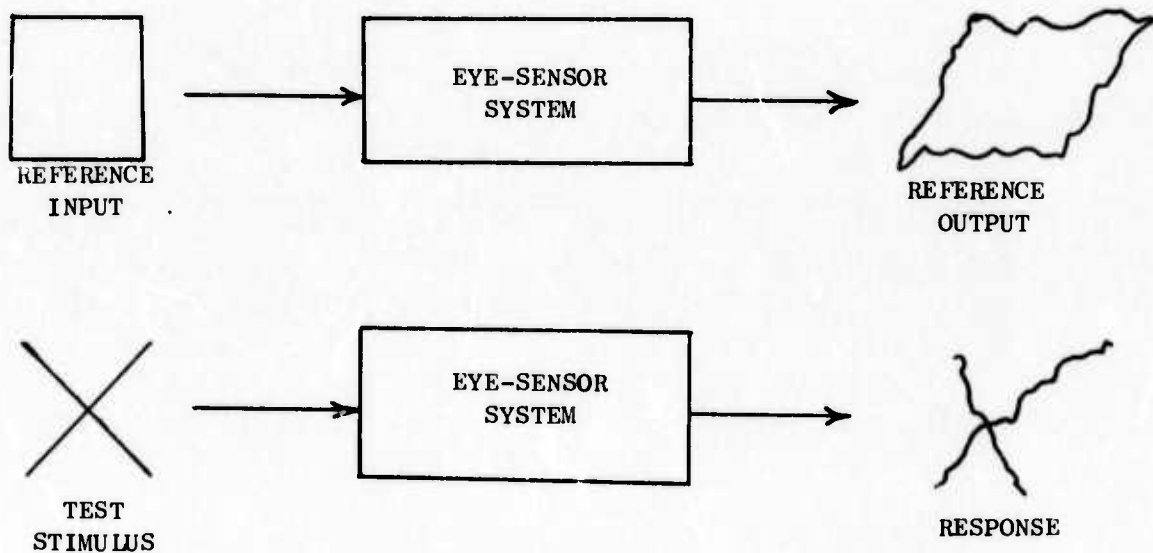 EYE-SENSOR
SYSTEM
REFERENCE
INPUT
REFERENCE
OUTPUT
EYE-SENSOR
SYSTEM
TEST
STIMULUS
RESPONSE